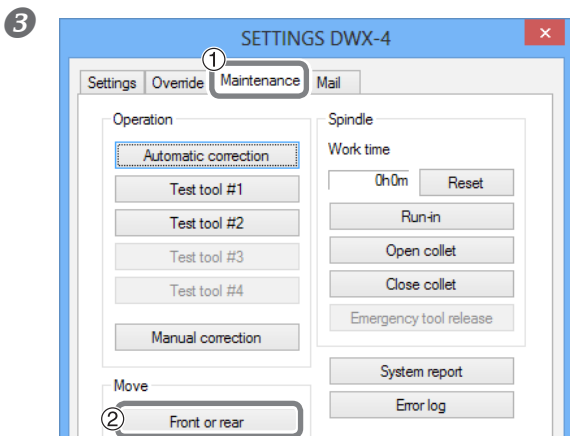 3
SETTINGS DWX-4
1
Settings Override Maintenance Mail
Operation
Automatic correction
Test tool #1
Test tool #2
Test tool #3
Test tool #4
Manual correction
Move
2
Front or rear
Spindle
Work time
0h0m Reset
Run-in
Open collet
Close collet
Emergency tool release
System report
Error log